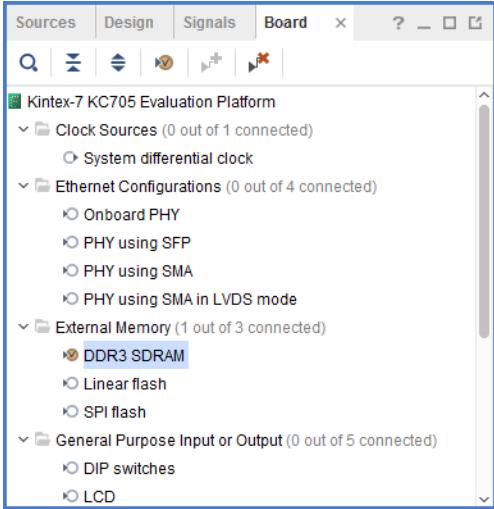 Sources Design Signals Board × ? _
Kintex-7 KC705 Evaluation Platform
Clock Sources (0 out of 1 connected)
System differential clock
Ethernet Configurations (0 out of 4 connected)
Onboard PHY
PHY using SFP
PHY using SMA
PHY using SMA in LVDS mode
External Memory (1 out of 3 connected)
DDR3 SDRAM
Linear flash
SPI flash
General Purpose Input or Output (0 out of 5 connected)
DIP switches
LCD